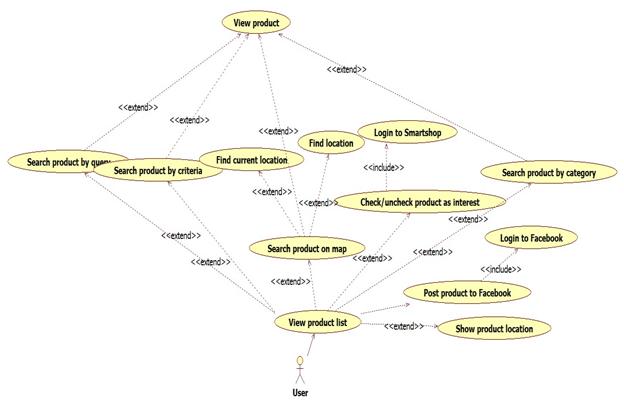 View product
<<extend>>
<<extend>>
<<extend>>
<<extend>>
Find location
Login to Smartshop
Search product by query
Search product by criteria
Find current location
<<include>>
Search product by category
<<extend>>
<<extend>>
Check/uncheck product as interest
<<extend>>
<<extend>>
<<extend>>
Login to Facebook
Search product on map
<<extend>>
<<extend>>
<<include>>
<<extend>>
Post product to Facebook
View product list
<<extend>>
Show product location
User